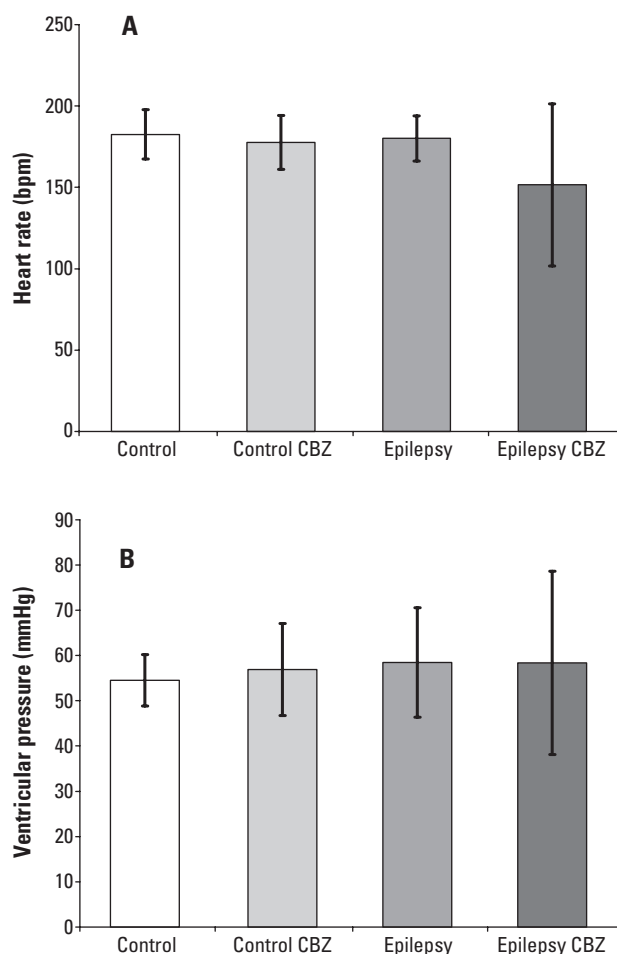 A
Heart rate (bpm)
250
200
150
100
50
0
Control Control CBZ Epilepsy Epilepsy CBZ
B
Ventricular pressure (mmHg)
90
80
70
60
50
40
30
20
10
0
Control Control CBZ Epilepsy Epilepsy CBZ